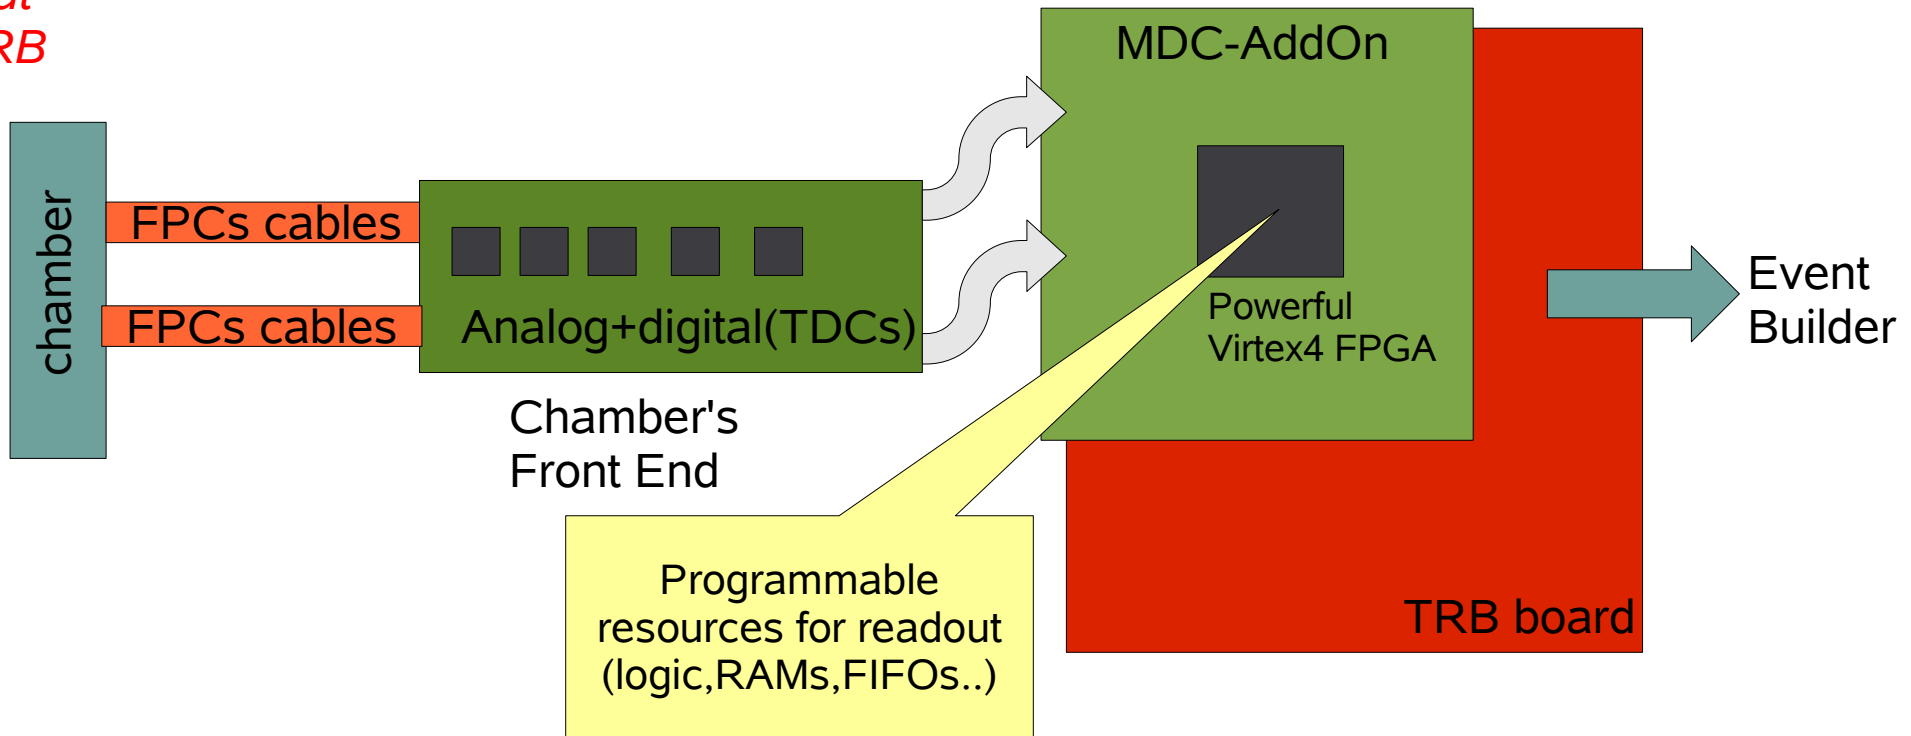 RB
MDC-AddOn
chamber
FPCs cables
FPCs cables
Analog+digital(TDCs)
Chamber's
Front End
Powerful
Virtex4 FPGA
Event
Builder
Programmable
resources for readout
(logic,RAMs,FIFOs..)
TRB board